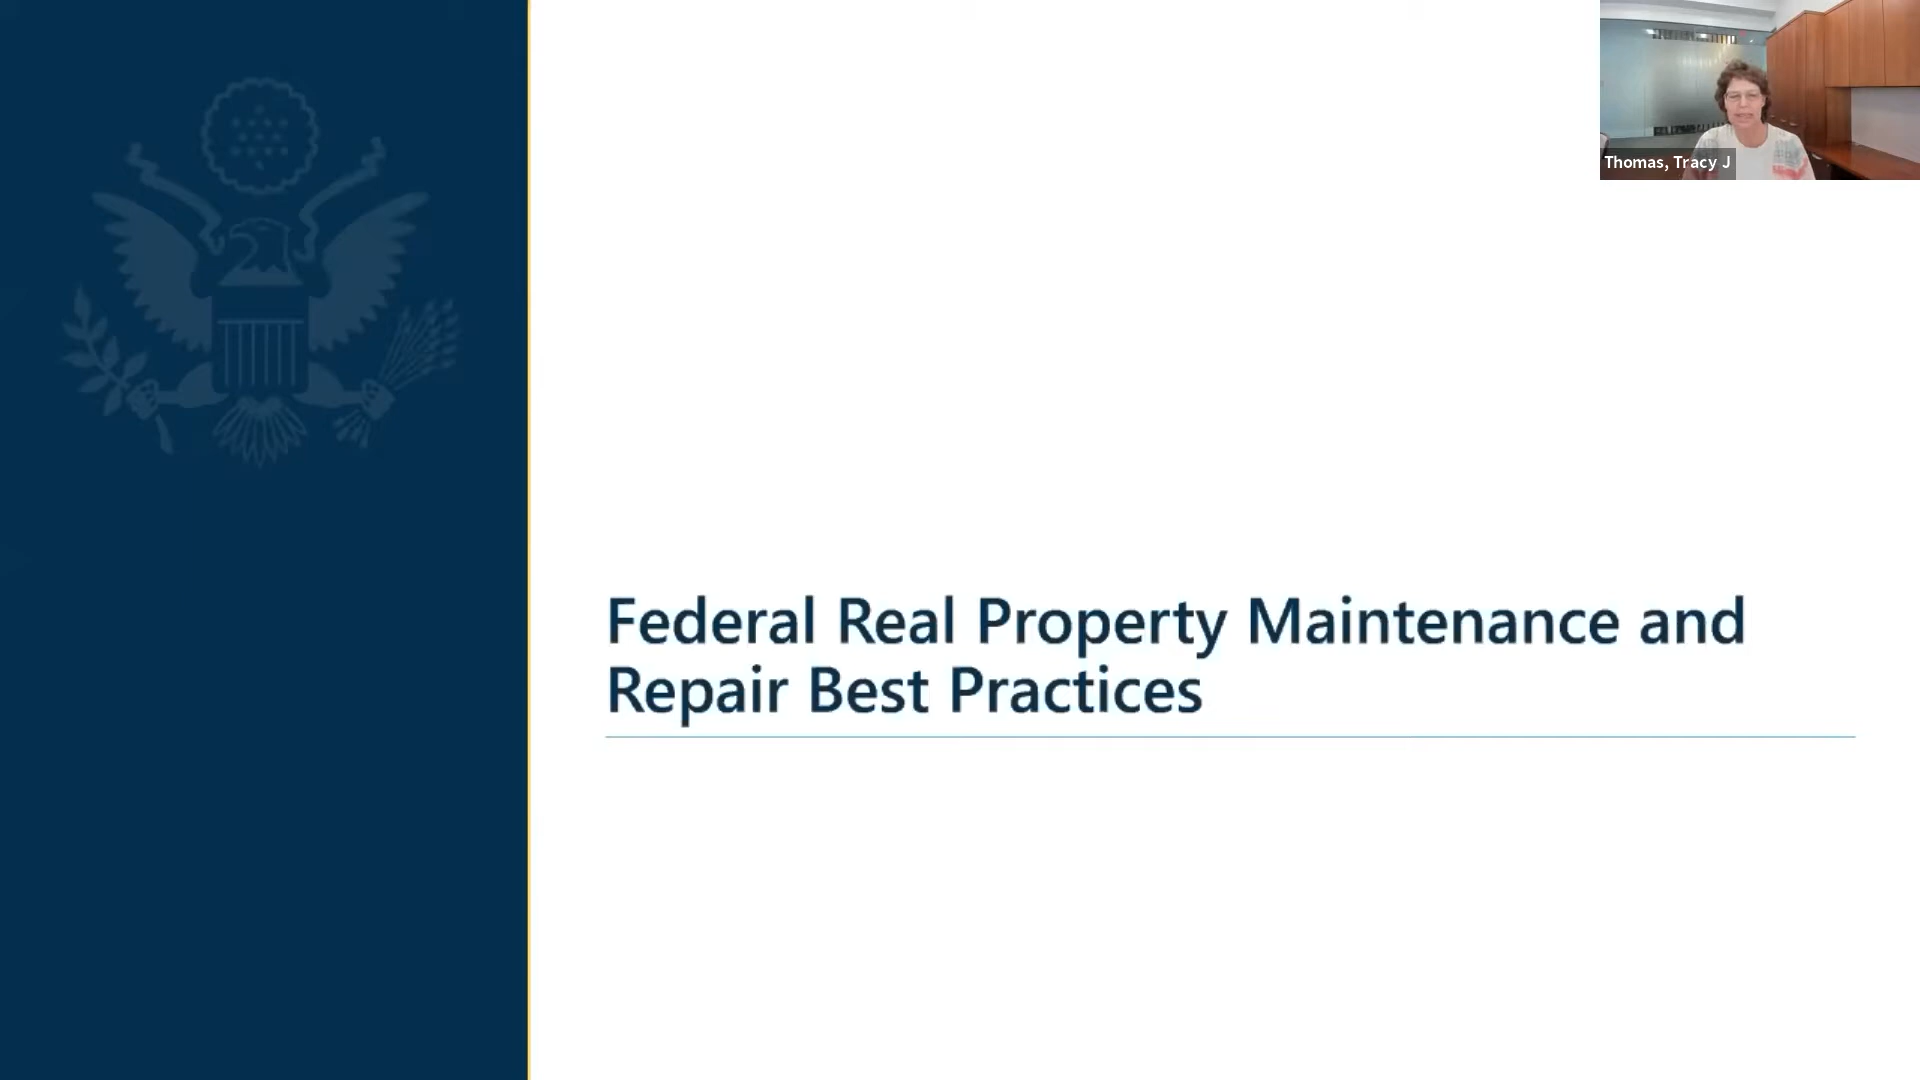 Thomas, Tracy J
Federal Real Property Maintenance and
Repair Best Practices